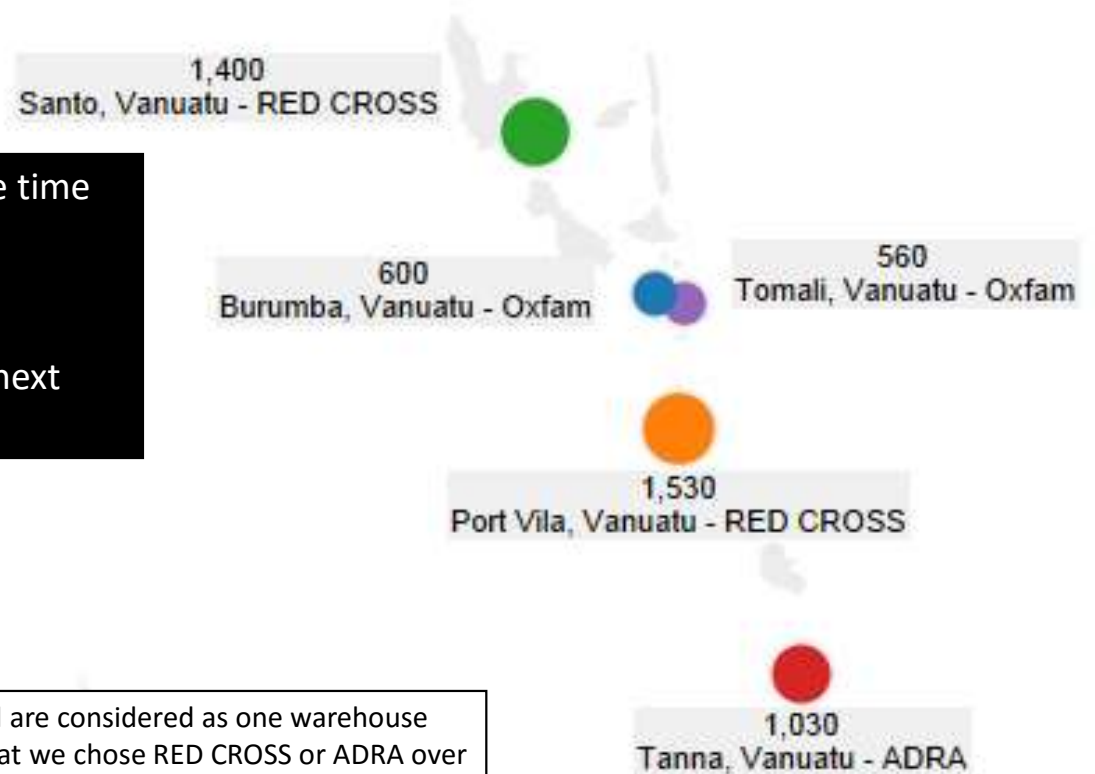 1,400
Santo, Vanuatu - RED CROSS
e time
600
Burumba, Vanuatu - Oxfam
560
Tomali, Vanuatu - Oxfam
next
1,530
Port Vila, Vanuatu - RED CROSS
are considered as one warehouse
at we chose RED CROSS or ADRA over
1,030
Tanna, Vanuatu - ADRA